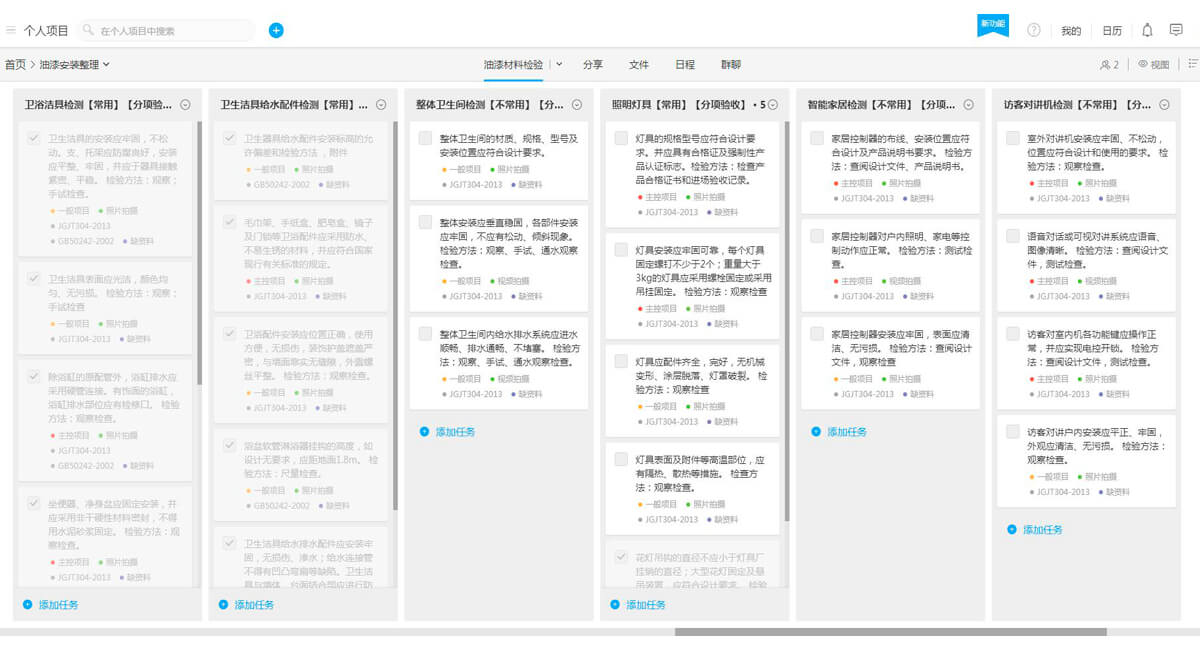 个人项目
在个人项目中搜索
新功能
我的
日历
首页 > 油漆安装整理
油漆材料检验
分享
文件
日程
群聊
2
视图
卫浴洁具检测【常用】【分项验...
卫生洁具的安装应牢固，不松
动。支、托架应防腐良好，安装
应平整、牢固，并应于器具接触
紧密、平稳。 检验方法：观察；
手试检查。
一般项目 照片拍摄
JGJT304-2013
GB50242-2002 缺资料
卫生洁具表面应光洁，颜色均
匀、无污损。 检验方法：观察；
手试检查
一般项目 照片拍摄
JGJT304-2013 缺资料
除浴缸的原配管外，浴缸排水应
采用硬管连接。有饰面的浴缸，
浴缸排水部位应有检修口。 检验
方法：观察检查。
主控项目 照片拍摄
JGJT304-2013
GB50242-2002 缺资料
坐便器、净身盆应固定安装，并
应采用非干硬性材料密封，不得
用水泥砂浆固定。 检验方法：观
察检查。
主控项目 照片拍摄
JGJT304-2013 缺资料
添加任务
卫生洁具给水配件检测【常用】...
卫生器具给水配件安装标高的允
许偏差和检验方法 ，附件
一般项目 照片拍摄
GB50242-2002 缺资料
毛巾架、手纸盒、肥皂盒、镜子
及门锁等卫浴配件应采用防水、
不易生锈的材料，并应符合国家
现行有关标准的规定。
主控项目 照片拍摄
JGJT304-2013 缺资料
卫浴配件安装应位置正确，使用
方便，无损伤，装饰护盖遮盖严
密，与墙面靠实无缝隙，外露螺
丝平整。 检验方法：观察检查。
一般项目 照片拍摄
JGJT304-2013 缺资料
浴盆软管淋浴器挂钩的高度，如
设计无要求，应距地面1.8m。 检
验方法：尺量检查。
一般项目 照片拍摄
GB50242-2002 缺资料
卫生洁具给水排水配件应安装牢
固，无损伤、渗水；给水连接管
不得有凹凸弯扁等缺陷。卫生洁
具与墙体、台面结合部应进行防
添加任务
整体卫生间检测【不常用】【分...
整体卫生间的材质、规格、型号及
安装位置应符合设计要求。
一般项目 照片拍摄
JGJT304-2013 缺资料
整体安装应垂直稳固，各部件安装
应牢固，不应有松动、倾斜现象。
检验方法：观察、手试、通水观察
检查。
一般项目 视频拍摄
JGJT304-2013 缺资料
整体卫生间内给水排水系统应进水
顺畅、排水通畅、不堵塞。 检验方
法：观察、手试、通水观察检查。
一般项目 视频拍摄
JGJT304-2013 缺资料
添加任务
照明灯具【常用】【分项验收】 · 5
灯具的规格型号应符合设计要
求。并应具有合格证及强制性产
品认证标志。检验方法：检查产
品合格证书和进场验收记录。
主控项目 照片拍摄
JGJT304-2013 缺资料
灯具安装应牢固可靠，每个灯具
固定螺钉不少于2个；重量大于
3kg的灯具应采用螺栓固定或采用
吊挂固定。 检验方法：观察检查
主控项目 照片拍摄
JGJT304-2013 缺资料
灯具应配件齐全，完好，无机械
变形、涂层脱落、灯罩破裂。 检
验方法：观察检查
一般项目 照片拍摄
JGJT304-2013 缺资料
灯具表面及附件等高温部位，应
有隔热、散热等措施。 检查方
法：观察检查。
一般项目 照片拍摄
JGJT304-2013 缺资料
花灯吊钩的直径不应小于灯具厂
挂销的直径；大型花灯固定及悬
吊装置，应符合设计要求。 检验
添加任务
智能家居检测【不常用】【分项...
家居控制器的布线、安装位置应符
合设计及产品说明书要求。 检验方
法：查阅设计文件、产品说明书。
主控项目 照片拍摄
JGJT304-2013 缺资料
家居控制器对户内照明、家电等控
制动作应正常。 检验方法：测试检
查。
主控项目 视频拍摄
JGJT304-2013 缺资料
家居控制器安装应牢固，表面应清
洁、无污损。 检验方法：查阅设计
文件，观察检查
一般项目 照片拍摄
JGJT304-2013 缺资料
添加任务
访客对讲机检测【不常用】【分...
室外对讲机安装应牢固、不松动，
位置应符合设计和使用的要求。 检
验方法：观察检查。
主控项目 照片拍摄
JGJT304-2013 缺资料
语音对话或可视对讲系统应语音、
图像清晰。 检验方法：查阅设计文
件，测试检查。
主控项目 照片拍摄
JGJT304-2013 缺资料
访客对室内机各功能键应操作正
常，并应实现电控开锁。 检验方
法：查阅设计文件，测试检查。
主控项目 照片拍摄
JGJT304-2013 缺资料
访客对讲户内安装应平正、牢固，
外观应清洁、无污损。 检验方法：
观察检查。
一般项目 照片拍摄
JGJT304-2013 缺资料
添加任务